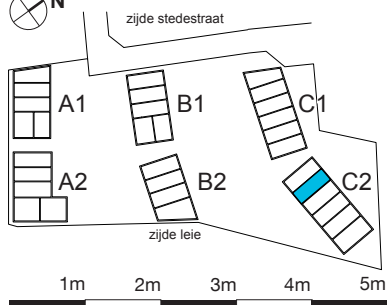 N
zijde stedestraat
A1
B1
C1
A2
B2
C2
zijde leie
1m 2m 3m 4m 5m